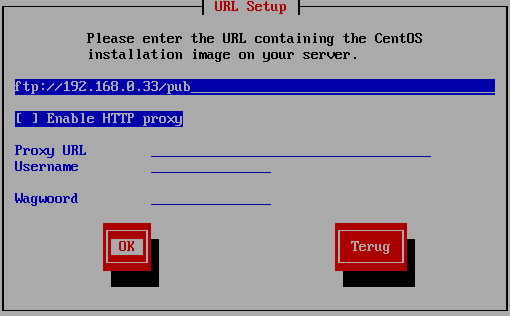 URL Setup
Please enter the URL containing the CentOS
installation image on your server.
ftp://192.168.0.33/pub
[ ] Enable HTTP proxy
Proxy URL
Username
Wagwoord
OK
Terug